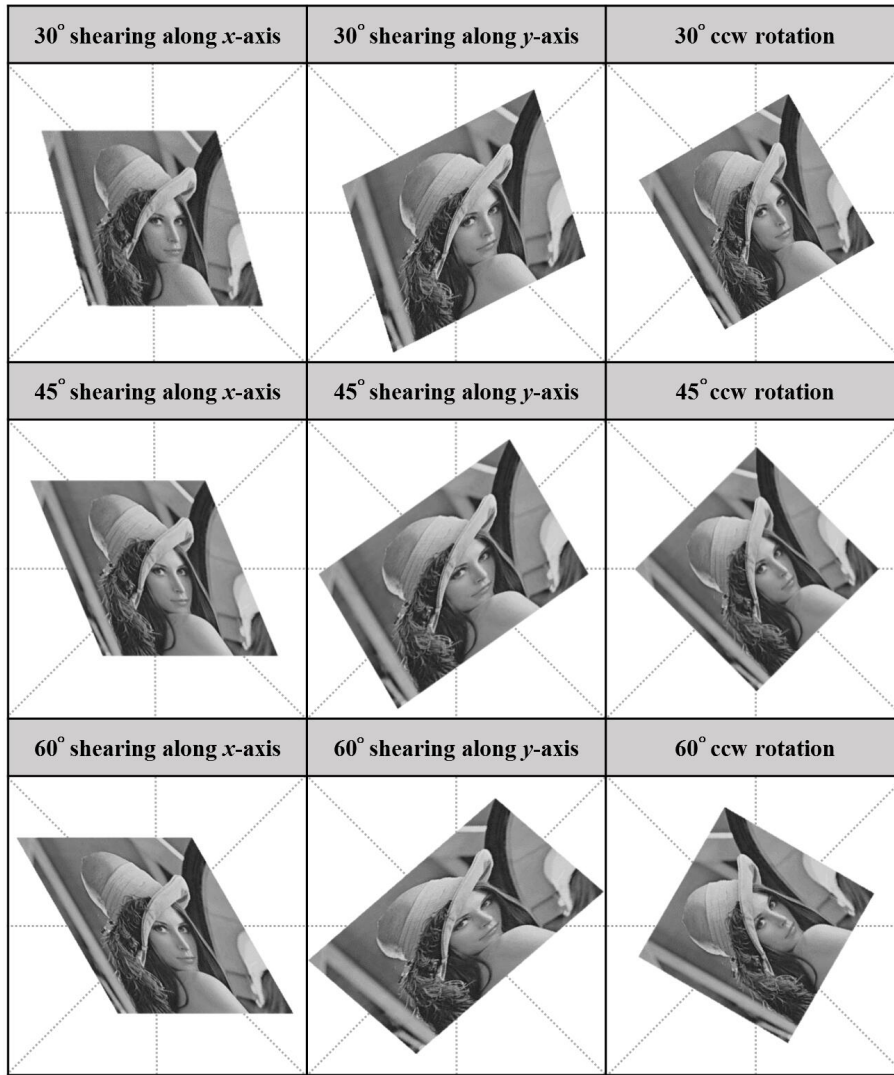 30° shearing along x-axis
30° shearing along y-axis
30° ccw rotation
45° shearing along x-axis
45° shearing along y-axis
45° ccw rotation
60° shearing along x-axis
60° shearing along y-axis
60° ccw rotation